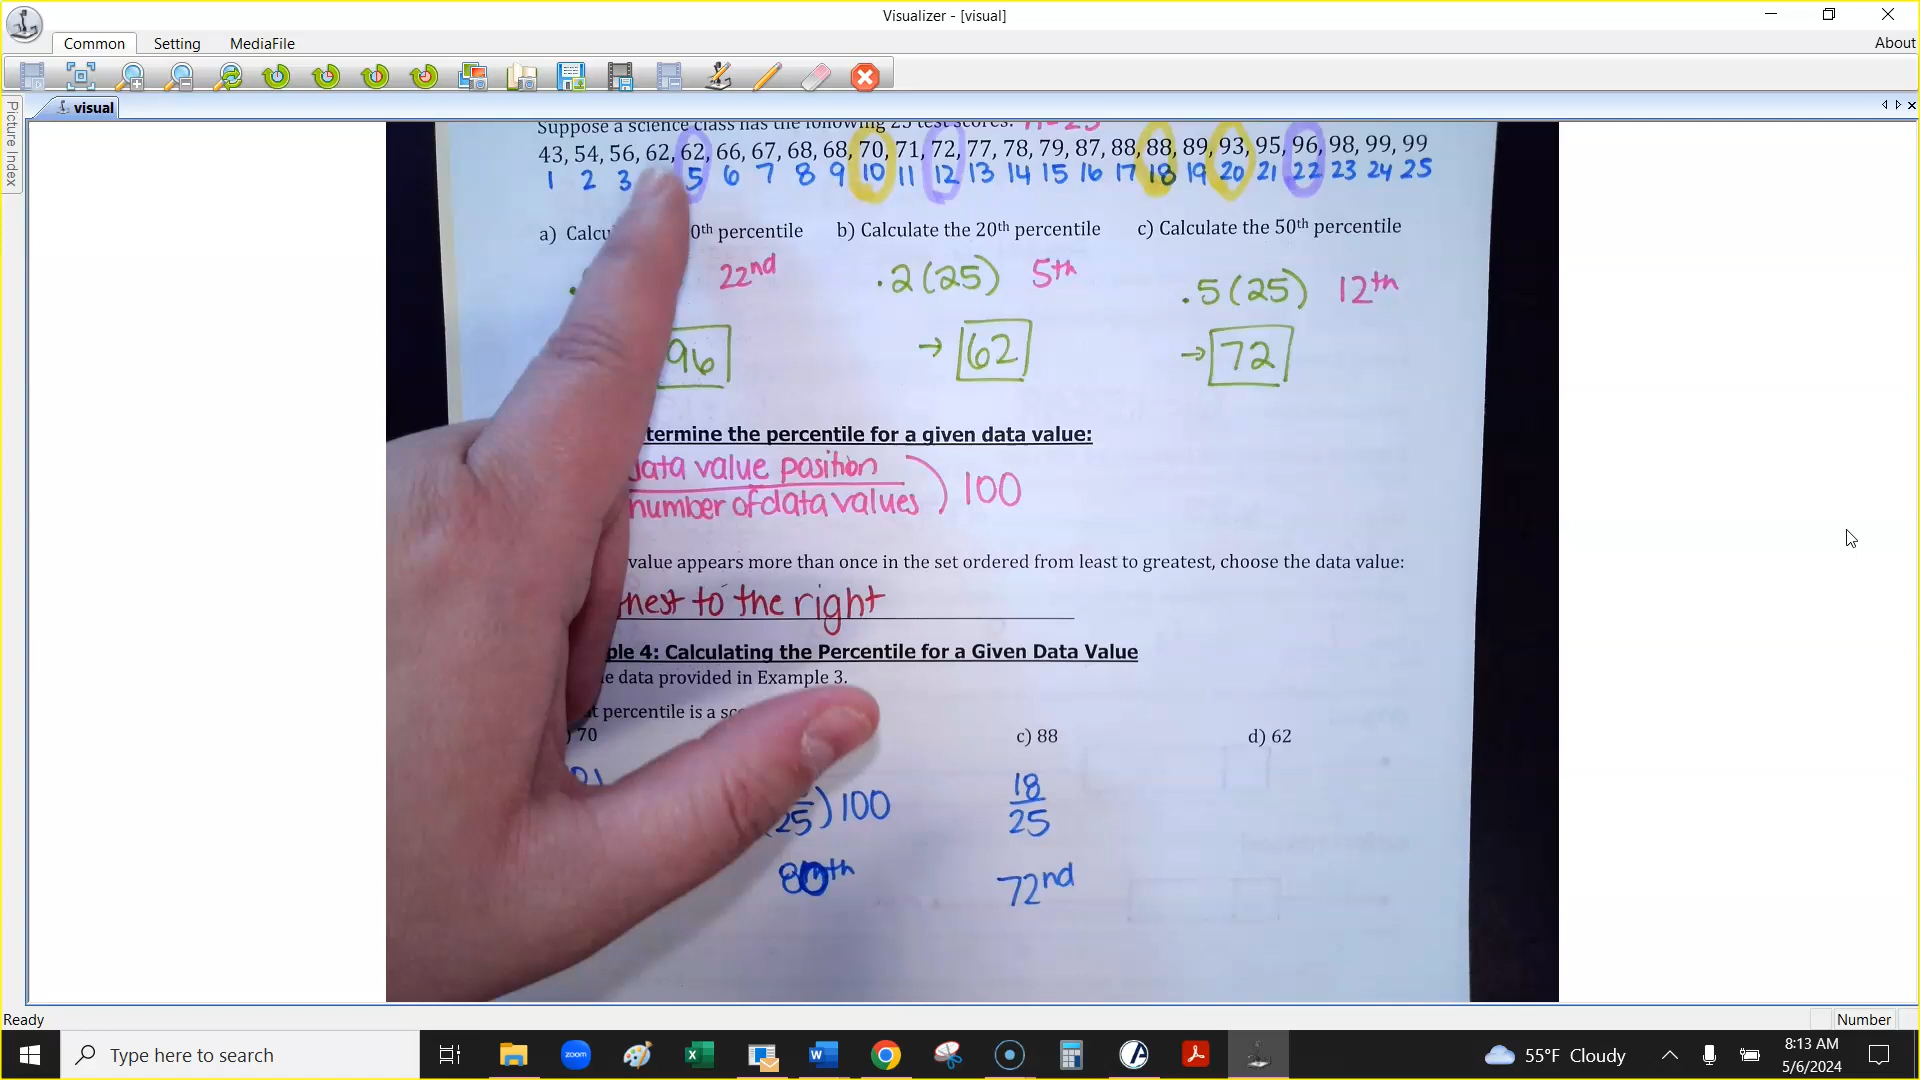 Visualizer - [visual]
Common Setting MediaFile About
visual
Picture Index
Suppose a science class has the following 25 test scores: n=25
43, 54, 56, 62, 62, 66, 67, 68, 68, 70, 71, 72, 77, 78, 79, 87, 88, 88, 89, 93, 95, 96, 98, 99, 99
1 2 3 5 6 7 8 9 10 11 12 13 14 15 16 17 18 19 20 21 22 23 24 25
a) Calcu 0th percentile b) Calculate the 20th percentile c) Calculate the 50th percentile
. 22nd .2(25) 5th .5(25) 12th
96 → 62 → 72
termine the percentile for a given data value:
data value position
number of data values ) 100
value appears more than once in the set ordered from least to greatest, choose the data value:
hest to the right
ple 4: Calculating the Percentile for a Given Data Value
e data provided in Example 3.
at percentile is a sc
) 70 c) 88 d) 62
25 ) 100 18
25
80th 72nd
Ready Number
Type here to search
zoom
55°F Cloudy
8:13 AM
5/6/2024